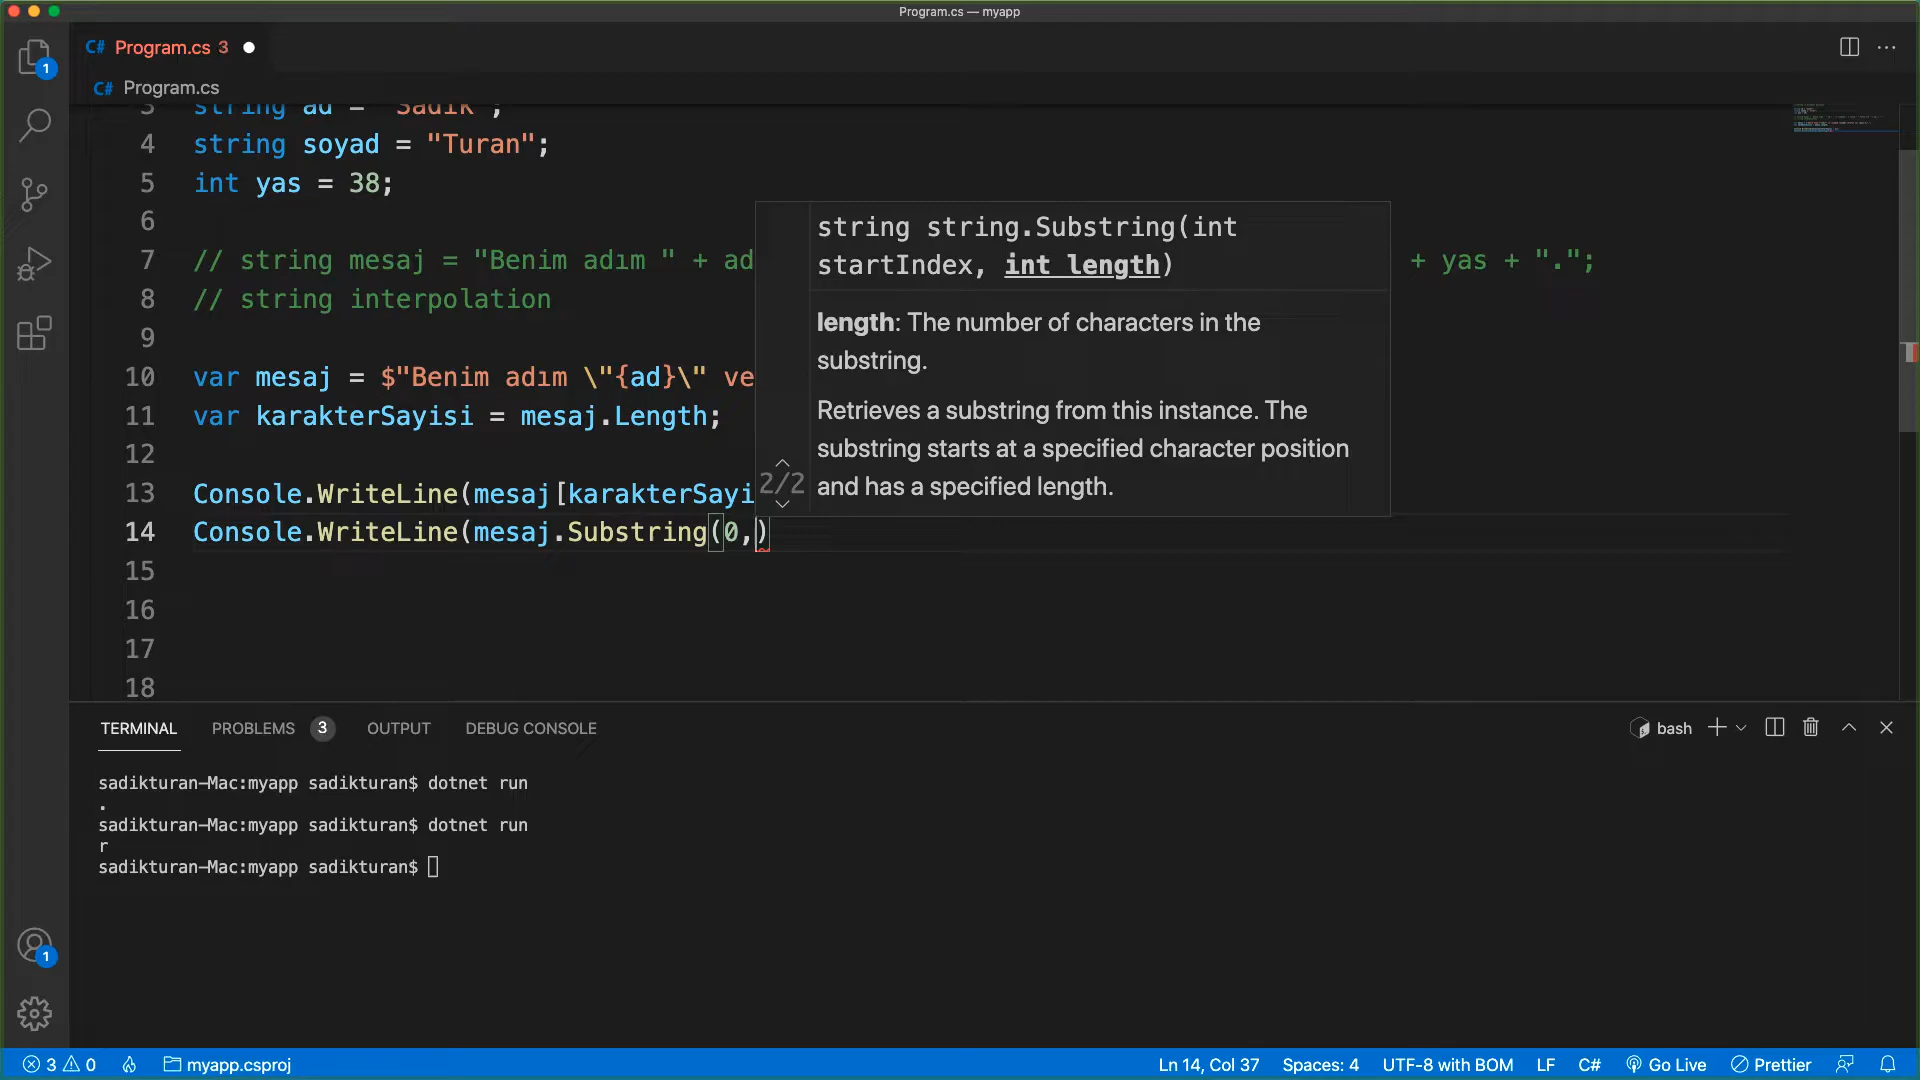 Program.cs — myapp
C# Program.cs 3
C# Program.cs
1
3 string ad = "Sadık";
4 string soyad = "Turan";
5 int yas = 38;
6
7 // string mesaj = "Benim adım " + ad + yas + ".";
8 // string interpolation
9
10 var mesaj = $"Benim adım \"{ad}\" ve
11 var karakterSayisi = mesaj.Length;
12
13 Console.WriteLine(mesaj[karakterSayi
14 Console.WriteLine(mesaj.Substring(0,)
15
16
17
18
string string.Substring(int
startIndex, int length)
length: The number of characters in the
substring.
Retrieves a substring from this instance. The
substring starts at a specified character position
2/2 and has a specified length.
TERMINAL PROBLEMS 3 OUTPUT DEBUG CONSOLE bash
sadikturan-Mac:myapp sadikturan$ dotnet run
.
sadikturan-Mac:myapp sadikturan$ dotnet run
r
sadikturan-Mac:myapp sadikturan$
1
3 0 myapp.csproj Ln 14, Col 37 Spaces: 4 UTF-8 with BOM LF C# Go Live Prettier